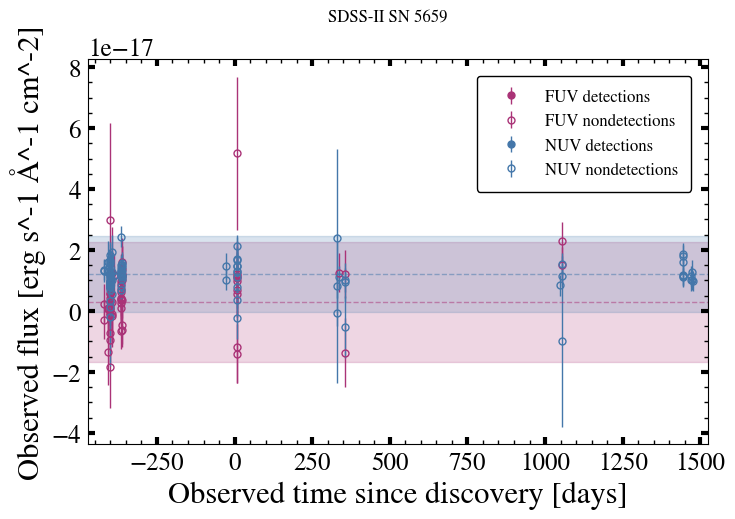 SDSS-II SN 5659
1e−17
Observed flux [erg s^-1 Å^-1 cm^-2]
8
6
4
2
0
−2
−4
FUV detections
FUV nondetections
NUV detections
NUV nondetections
−250 0 250 500 750 1000 1250 1500
Observed time since discovery [days]